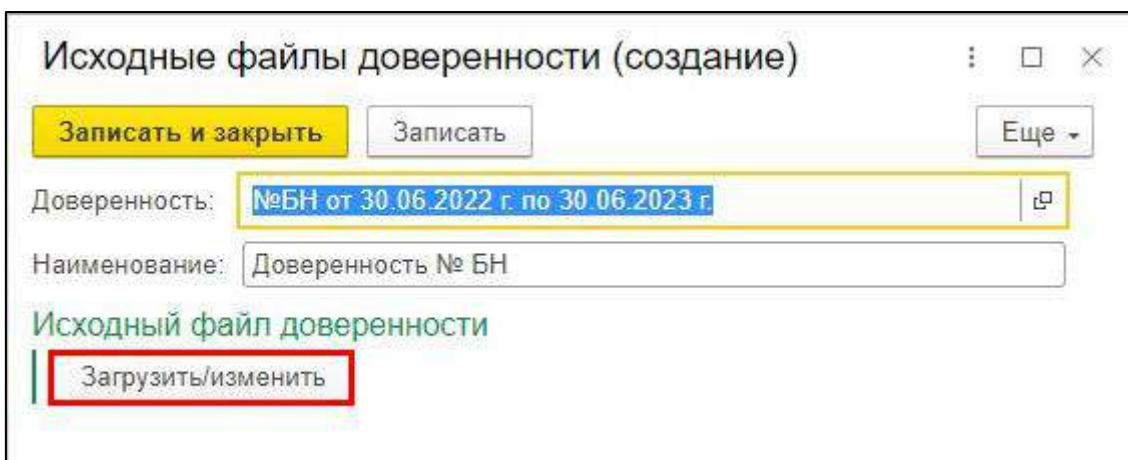 Исходные файлы доверенности (создание)
Записать и закрыть Записать Еще
Доверенность: №БН от 30.06.2022 г. по 30.06.2023 г.
Наименование: Доверенность № БН
Исходный файл доверенности
Загрузить/изменить